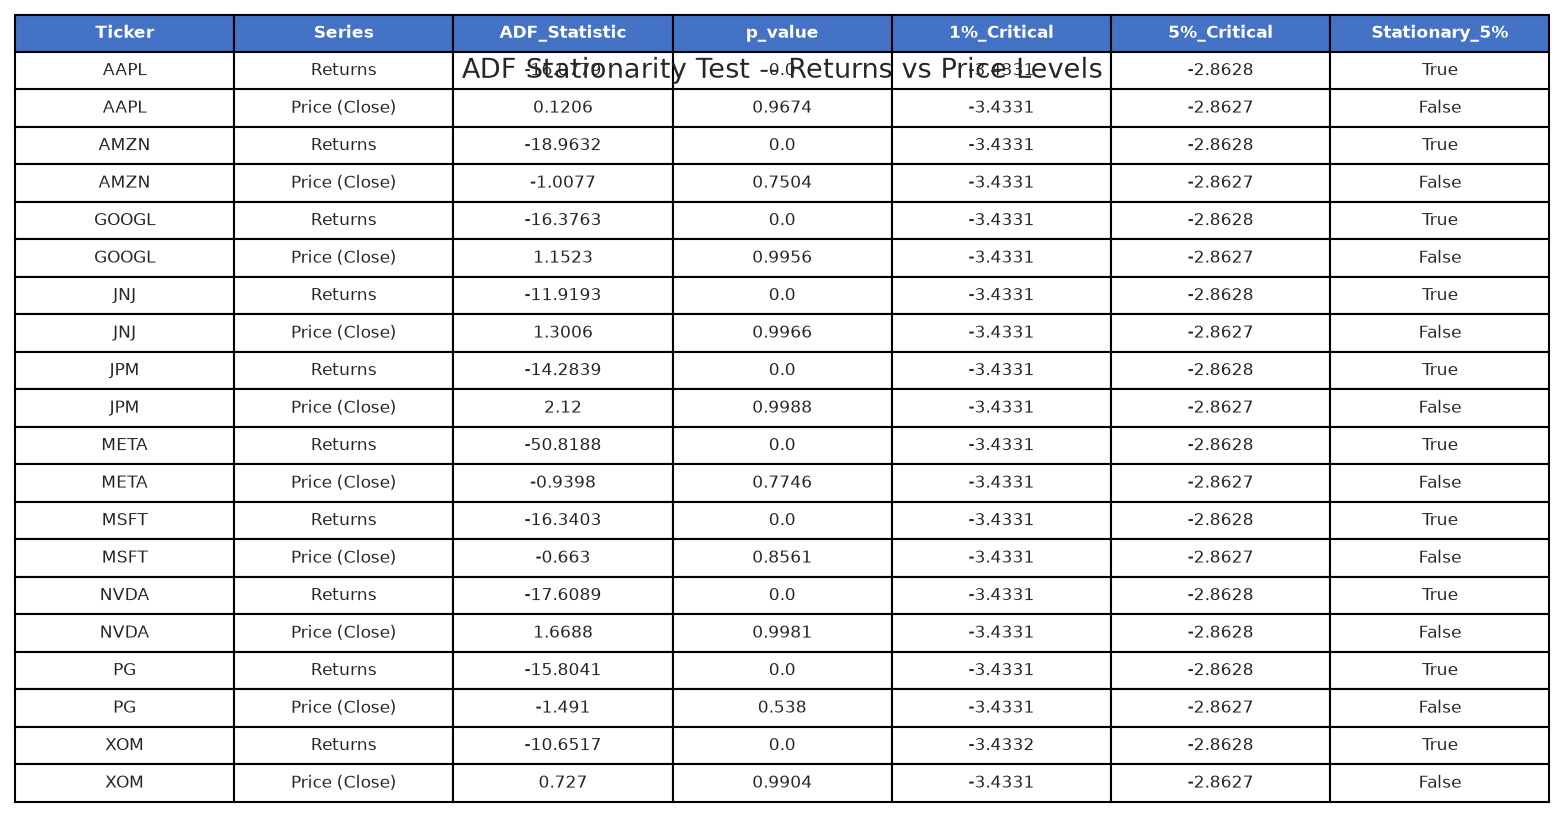 Ticker Series ADF_Statistic p_value 1%_Critical 5%_Critical Stationary_5%
ADF Stationarity Test -- Returns vs Price Levels
AAPL Returns 0.0 -3.4331 -2.8628 True
AAPL Price (Close) 0.1206 0.9674 -3.4331 -2.8627 False
AMZN Returns -18.9632 0.0 -3.4331 -2.8628 True
AMZN Price (Close) -1.0077 0.7504 -3.4331 -2.8627 False
GOOGL Returns -16.3763 0.0 -3.4331 -2.8628 True
GOOGL Price (Close) 1.1523 0.9956 -3.4331 -2.8627 False
JNJ Returns -11.9193 0.0 -3.4331 -2.8628 True
JNJ Price (Close) 1.3006 0.9966 -3.4331 -2.8627 False
JPM Returns -14.2839 0.0 -3.4331 -2.8628 True
JPM Price (Close) 2.12 0.9988 -3.4331 -2.8627 False
META Returns -50.8188 0.0 -3.4331 -2.8628 True
META Price (Close) -0.9398 0.7746 -3.4331 -2.8627 False
MSFT Returns -16.3403 0.0 -3.4331 -2.8628 True
MSFT Price (Close) -0.663 0.8561 -3.4331 -2.8627 False
NVDA Returns -17.6089 0.0 -3.4331 -2.8628 True
NVDA Price (Close) 1.6688 0.9981 -3.4331 -2.8628 False
PG Returns -15.8041 0.0 -3.4331 -2.8628 True
PG Price (Close) -1.491 0.538 -3.4331 -2.8627 False
XOM Returns -10.6517 0.0 -3.4332 -2.8628 True
XOM Price (Close) 0.727 0.9904 -3.4331 -2.8627 False